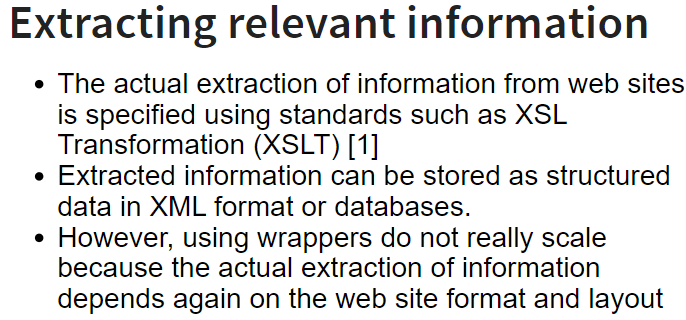 Extracting relevant information
• The actual extraction of information from web sites
is specified using standards such as XSL
Transformation (XSLT) [1]
• Extracted information can be stored as structured
data in XML format or databases.
• However, using wrappers do not really scale
because the actual extraction of information
depends again on the web site format and layout